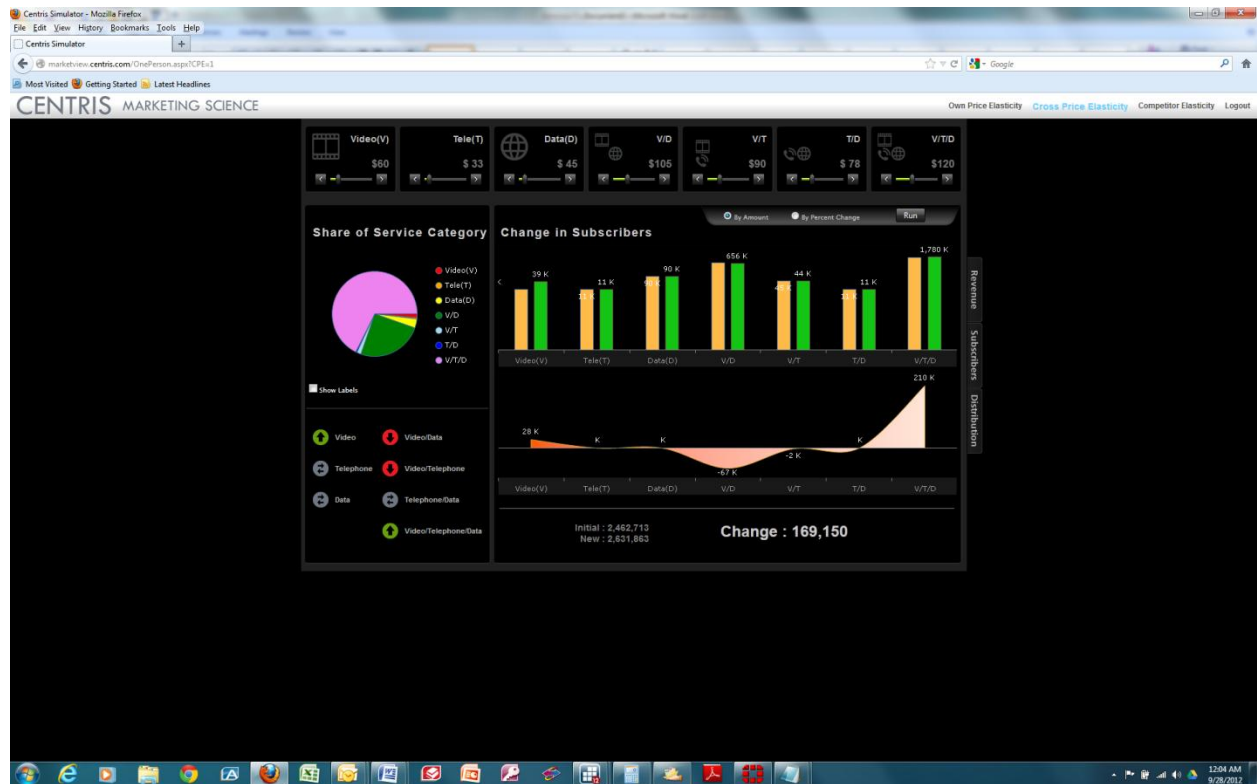 Centris Simulator - Mozilla Firefox
File Edit View History Bookmarks Tools Help
Centris Simulator +
marketview.centris.com/OnePerson.aspx?CPE=1
Google
Most Visited Getting Started Latest Headlines
CENTRIS MARKETING SCIENCE
Own Price Elasticity Cross Price Elasticity Competitor Elasticity Logout
Video(V) Tele(T) Data(D) V/D V/T T/D V/T/D
$60 $ 33 $ 45 $105 $90 $ 78 $120
By Amount By Percent Change Run
Share of Service Category
Video(V)
Tele(T)
Data(D)
V/D
V/T
T/D
V/T/D
Show Labels
Video Video/Data
Telephone Video/Telephone
Data Telephone/Data
Video/Telephone/Data
Change in Subscribers
39 K 11 K 90 K 656 K 44 K 11 K 1,780 K
Video(V) Tele(T) Data(D) V/D V/T T/D V/T/D
28 K K K -67 K -2 K K 210 K
Video(V) Tele(T) Data(D) V/D V/T T/D V/T/D
Initial : 2,462,713
New : 2,631,863
Change : 169,150
Revenue
Subscribers
Distribution
12:04 AM
9/28/2012